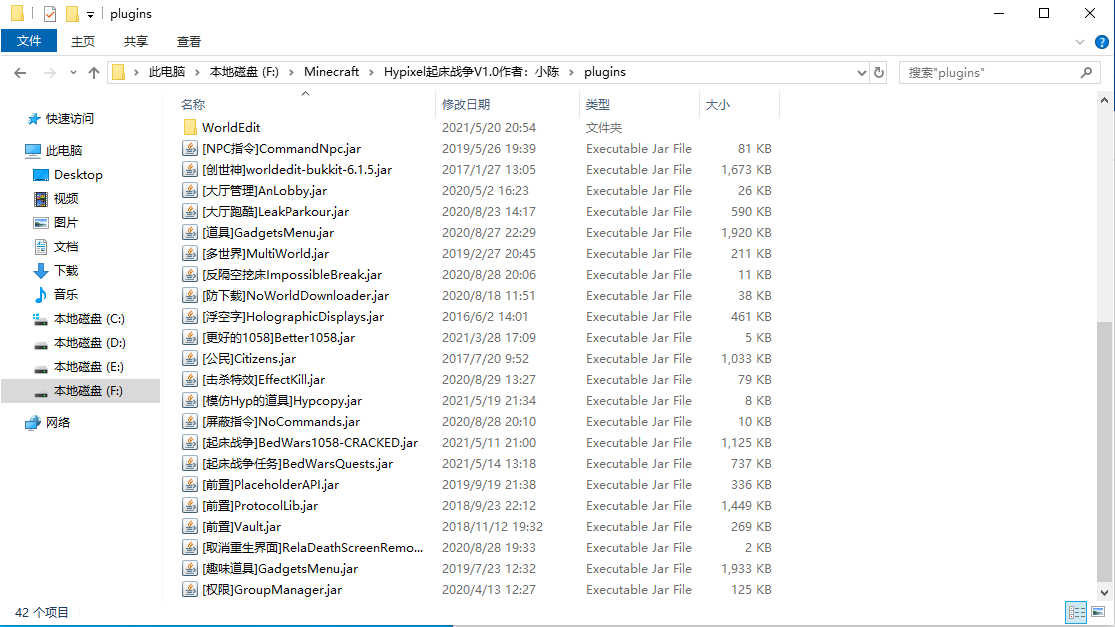 plugins
文件 主页 共享 查看
此电脑 本地磁盘 (F:) Minecraft Hypixel起床战争V1.0作者：小陈 plugins 搜索"plugins"
快速访问
此电脑
Desktop
视频
图片
文档
下载
音乐
本地磁盘 (C:)
本地磁盘 (D:)
本地磁盘 (E:)
本地磁盘 (F:)
网络
名称 修改日期 类型 大小
WorldEdit 2021/5/20 20:54 文件夹
[NPC指令]CommandNpc.jar 2019/5/26 19:39 Executable Jar File 81 KB
[创世神]worldedit-bukkit-6.1.5.jar 2017/1/27 13:05 Executable Jar File 1,673 KB
[大厅管理]AnLobby.jar 2020/5/2 16:23 Executable Jar File 26 KB
[大厅跑酷]LeakParkour.jar 2020/8/23 14:17 Executable Jar File 590 KB
[道具]GadgetsMenu.jar 2020/8/27 22:29 Executable Jar File 1,920 KB
[多世界]MultiWorld.jar 2019/2/27 20:45 Executable Jar File 211 KB
[反隔空挖床ImpossibleBreak.jar 2020/8/28 20:06 Executable Jar File 11 KB
[防下载]NoWorldDownloader.jar 2020/8/18 11:51 Executable Jar File 38 KB
[浮空字]HolographicDisplays.jar 2016/6/2 14:01 Executable Jar File 461 KB
[更好的1058]Better1058.jar 2021/3/28 17:09 Executable Jar File 5 KB
[公民]Citizens.jar 2017/7/20 9:52 Executable Jar File 1,033 KB
[击杀特效]EffectKill.jar 2020/8/29 13:27 Executable Jar File 79 KB
[模仿Hyp的道具]Hypcopy.jar 2021/5/19 21:34 Executable Jar File 8 KB
[屏蔽指令]NoCommands.jar 2020/8/28 20:10 Executable Jar File 10 KB
[起床战争]BedWars1058-CRACKED.jar 2021/5/11 21:00 Executable Jar File 1,125 KB
[起床战争任务]BedWarsQuests.jar 2021/5/14 13:18 Executable Jar File 737 KB
[前置]PlaceholderAPI.jar 2019/9/19 21:38 Executable Jar File 336 KB
[前置]ProtocolLib.jar 2018/9/23 22:12 Executable Jar File 1,449 KB
[前置]Vault.jar 2018/11/12 19:32 Executable Jar File 269 KB
[取消重生界面]RelaDeathScreenRemo... 2020/8/28 19:33 Executable Jar File 2 KB
[趣味道具]GadgetsMenu.jar 2019/7/23 12:32 Executable Jar File 1,933 KB
[权限]GroupManager.jar 2020/4/13 12:27 Executable Jar File 125 KB
42 个项目